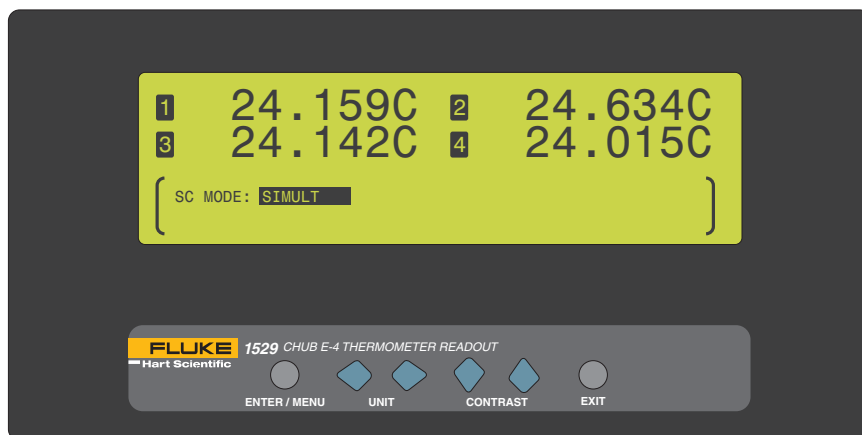 1 24.159C 2 24.634C
3 24.142C 4 24.015C
SC MODE: SIMULT
FLUKE
Hart Scientific
1529 CHUB E-4 THERMOMETER READOUT
ENTER / MENU UNIT CONTRAST EXIT